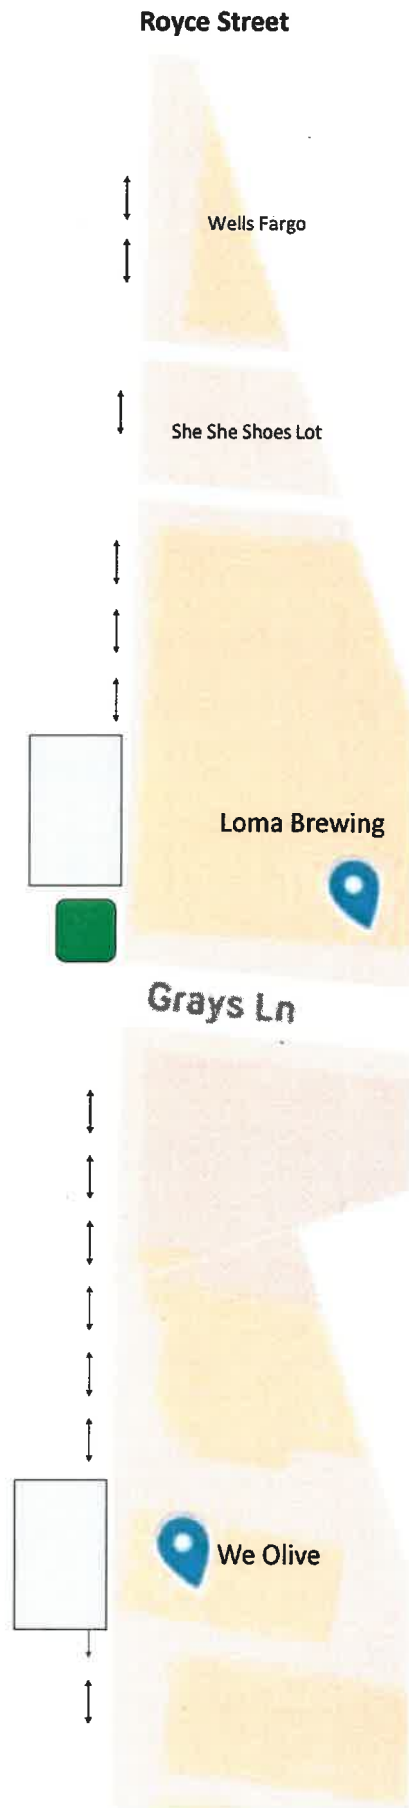 Royce Street
Wells Fargo
She She Shoes Lot
Loma Brewing
Grays Ln
We Olive